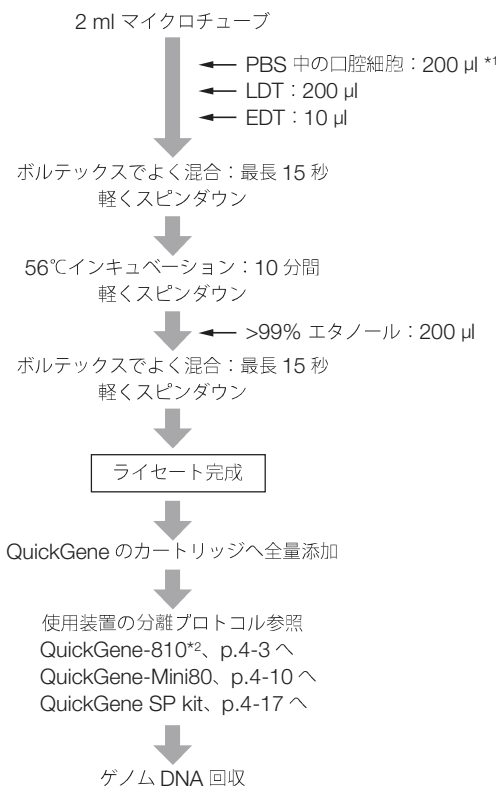 2 ml マイクロチューブ
PBS 中の口腔細胞：200 µl *1
LDT：200 µl
EDT：10 µl
ボルテックスでよく混合：最長 15 秒
軽くスピンダウン
56℃インキュベーション：10 分間
軽くスピンダウン
>99% エタノール：200 µl
ボルテックスでよく混合：最長 15 秒
軽くスピンダウン
ライセート完成
QuickGene のカートリッジへ全量添加
使用装置の分離プロトコル参照
QuickGene-810*2、p.4-3 へ
QuickGene-Mini80、p.4-10 へ
QuickGene SP kit、p.4-17 へ
ゲノム DNA 回収